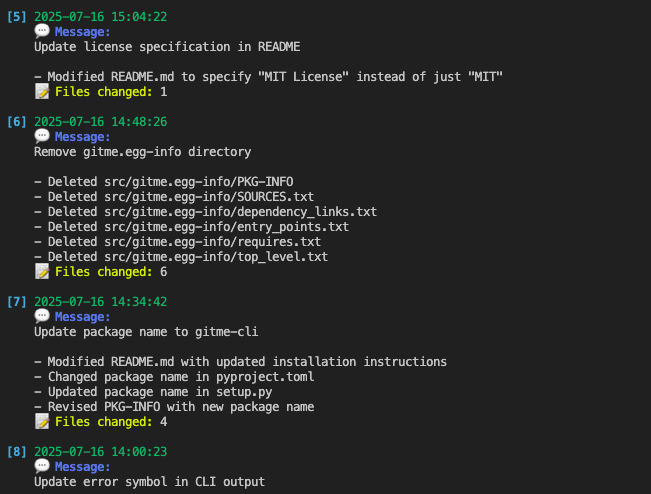 [5] 2025-07-16 15:04:22
💬 Message:
Update license specification in README
- Modified README.md to specify "MIT License" instead of just "MIT"
📝 Files changed: 1
[6] 2025-07-16 14:48:26
💬 Message:
Remove gitme.egg-info directory
- Deleted src/gitme.egg-info/PKG-INFO
- Deleted src/gitme.egg-info/SOURCES.txt
- Deleted src/gitme.egg-info/dependency_links.txt
- Deleted src/gitme.egg-info/entry_points.txt
- Deleted src/gitme.egg-info/requires.txt
- Deleted src/gitme.egg-info/top_level.txt
📝 Files changed: 6
[7] 2025-07-16 14:34:42
💬 Message:
Update package name to gitme-cli
- Modified README.md with updated installation instructions
- Changed package name in pyproject.toml
- Updated package name in setup.py
- Revised PKG-INFO with new package name
📝 Files changed: 4
[8] 2025-07-16 14:00:23
💬 Message:
Update error symbol in CLI output